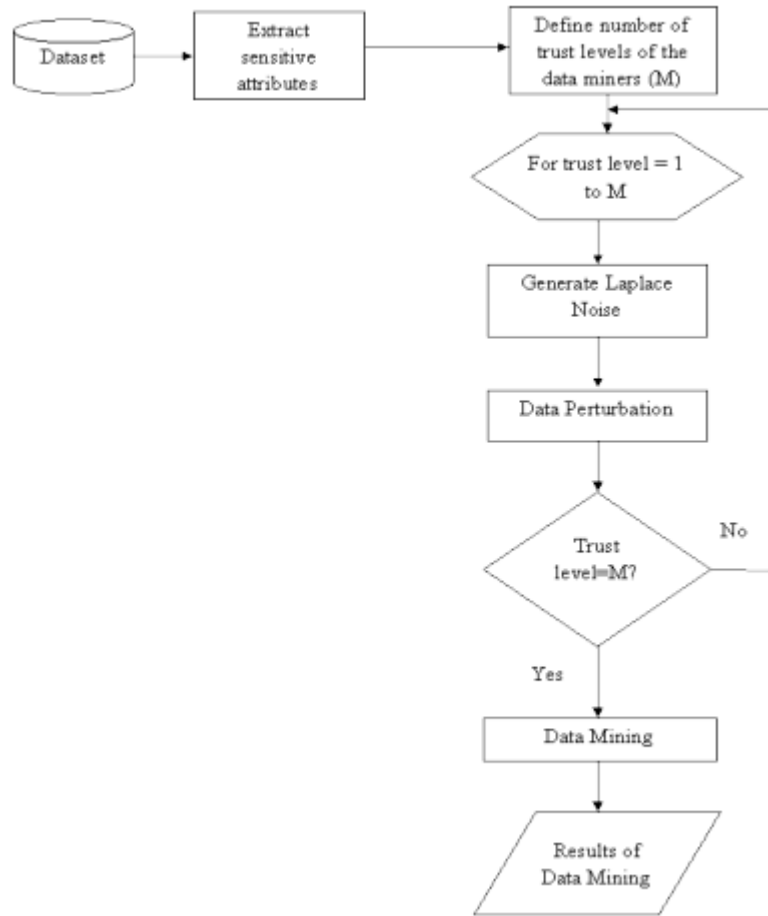 Dataset
Extract
sensitive
attributes
Define number of
trust levels of the
data miners (M)
For trust level = 1
to M
Generate Laplace
Noise
Data Perturbation
Trust
level=M?
No
Yes
Data Mining
Results of
Data Mining